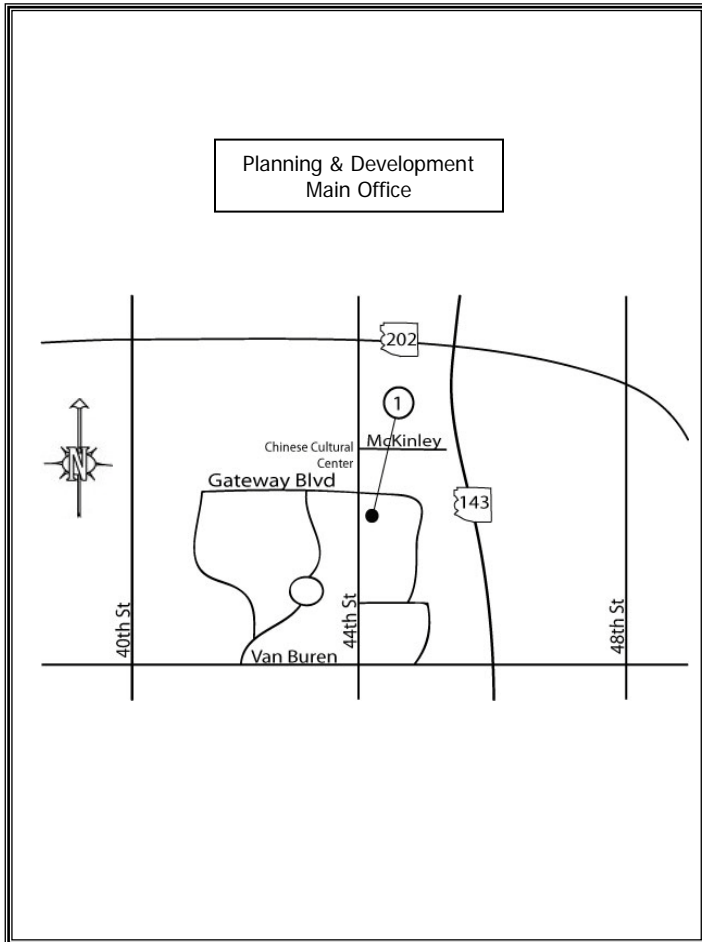 Planning & Development
Main Office
202
1
McKinley
Chinese Cultural
Center
Gateway Blvd
N
143
40th St
44th St
48th St
Van Buren